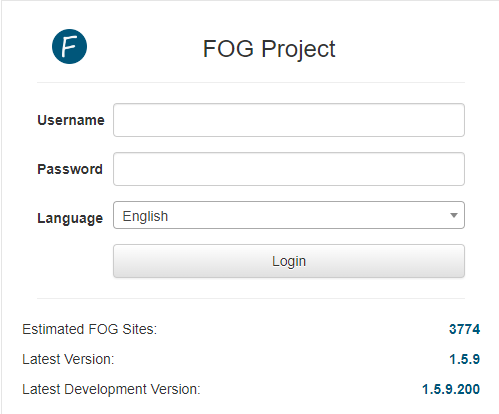 F FOG Project
Username
Password
Language English
Login
Estimated FOG Sites: 3774
Latest Version: 1.5.9
Latest Development Version: 1.5.9.200